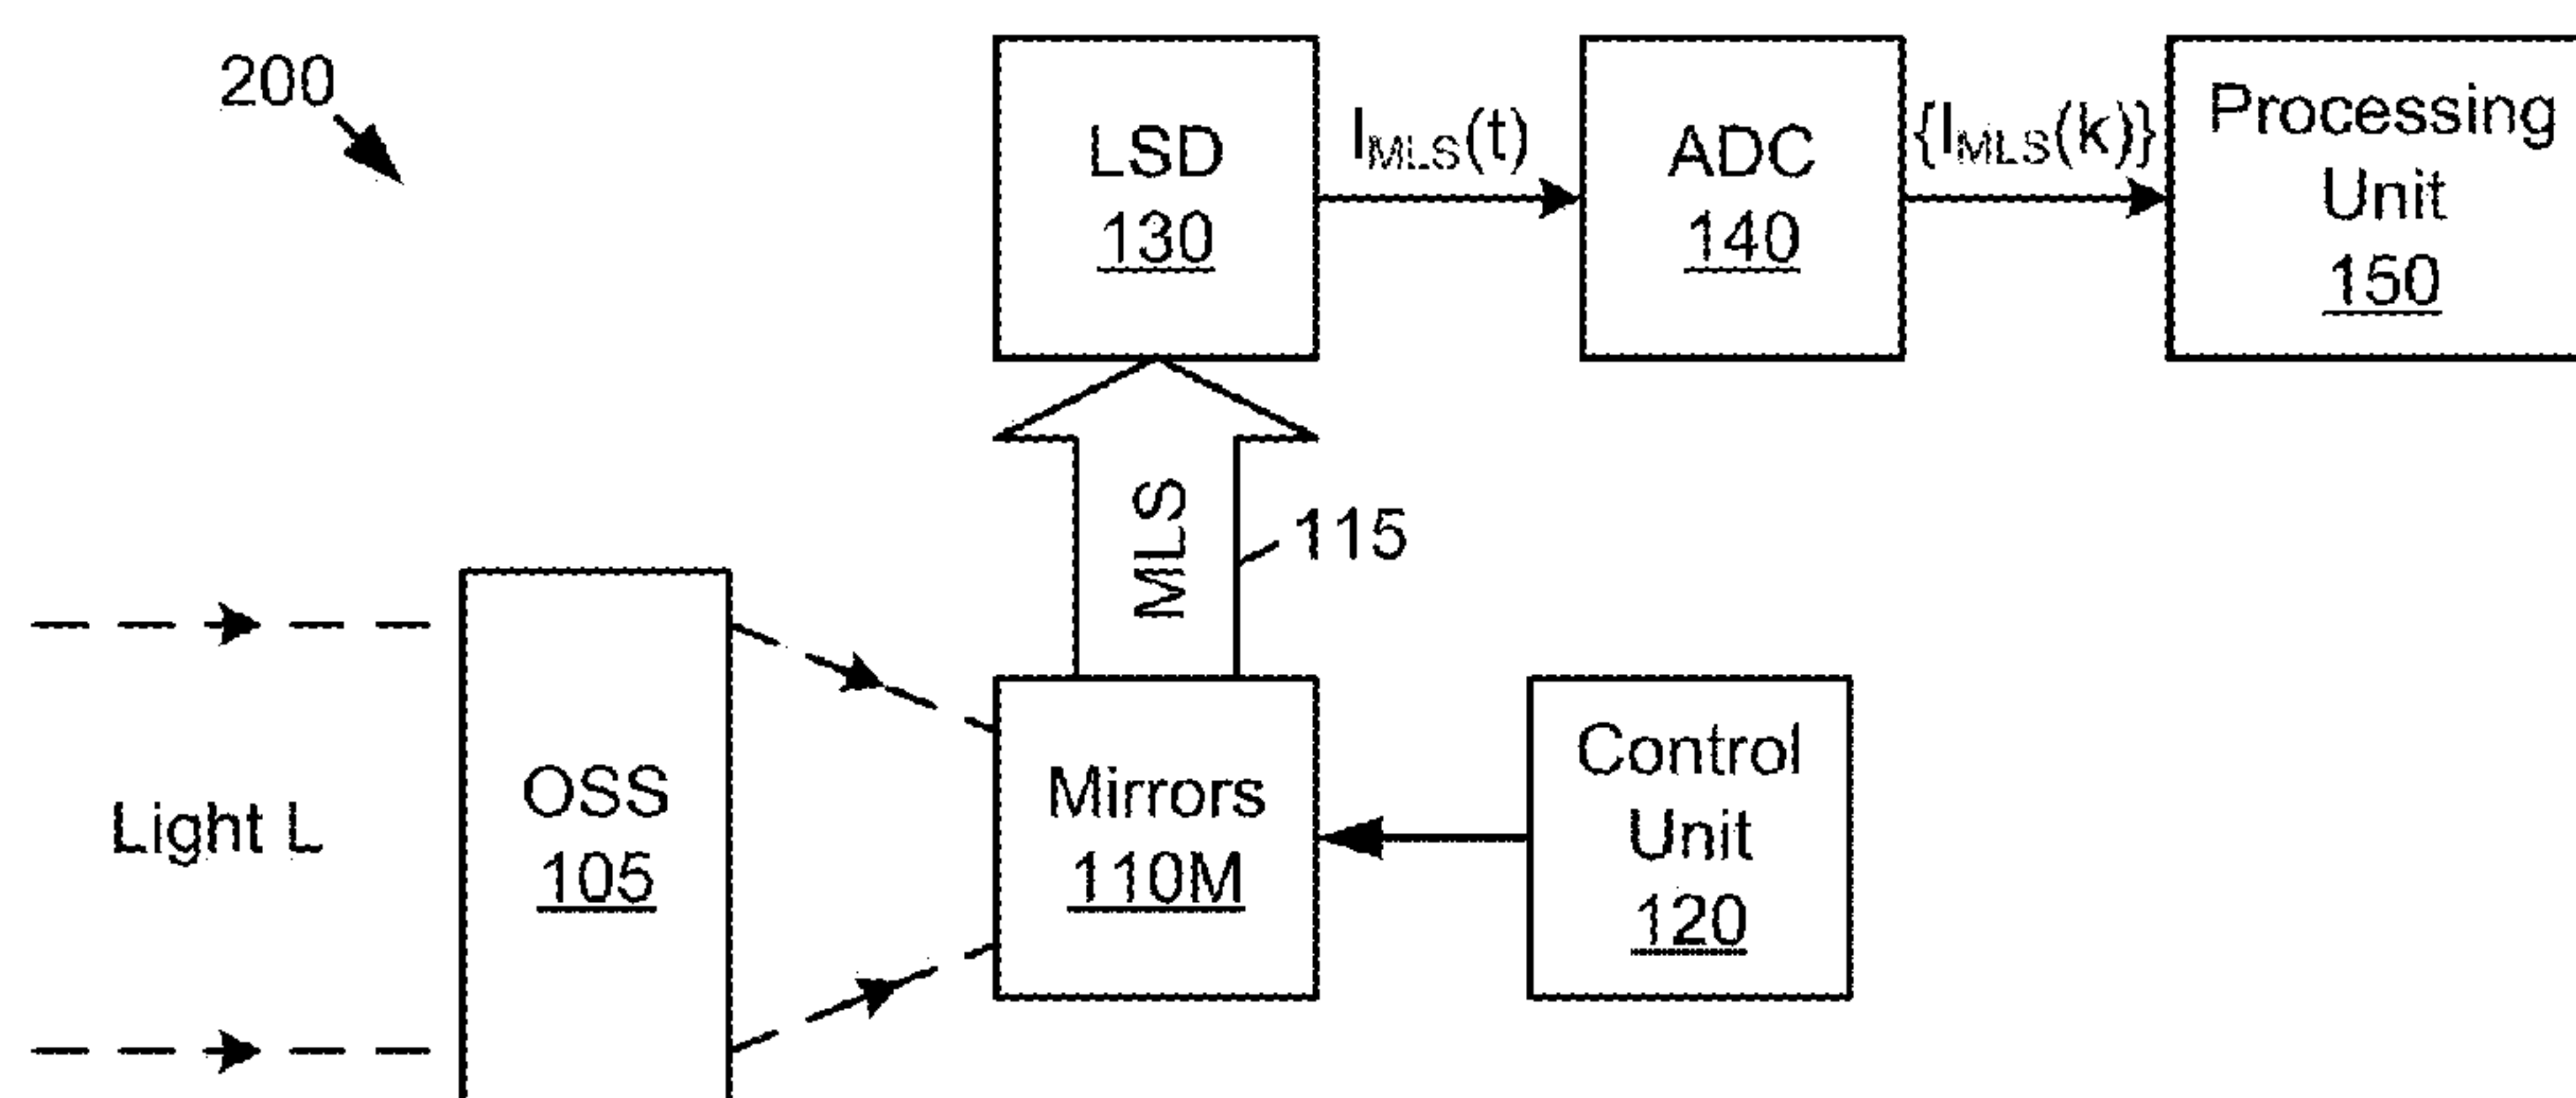 200
LSD
130
I_MLS(t)
ADC
140
{I_MLS(k)}
Processing
Unit
150
MLS
115
Light L
OSS
105
Mirrors
110M
Control
Unit
120